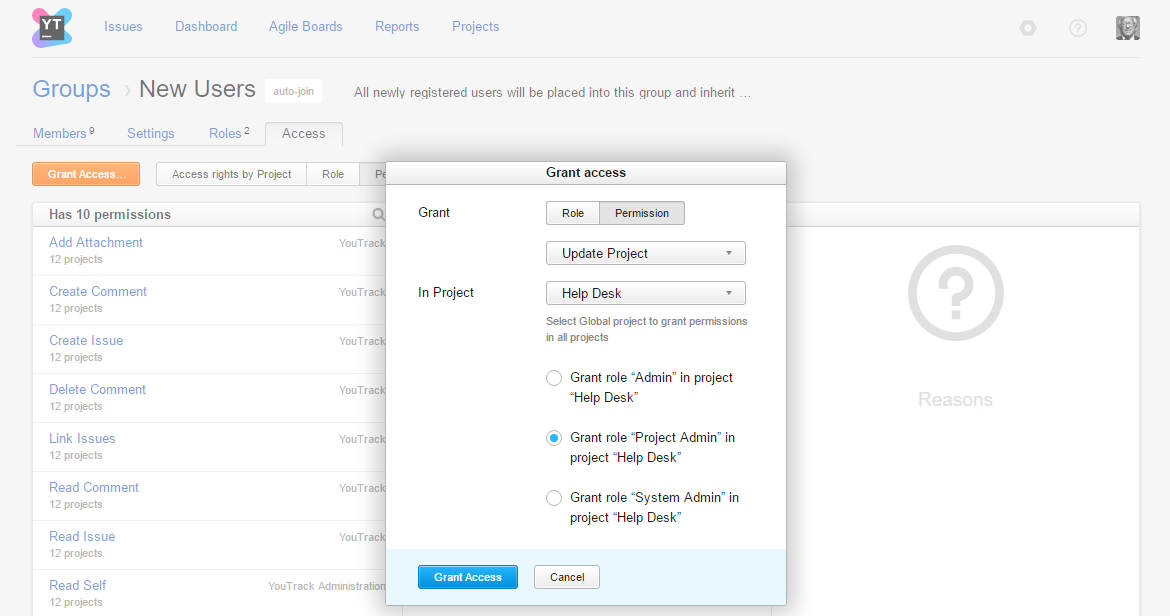 YT
Issues
Dashboard
Agile Boards
Reports
Projects
Groups › New Users
auto-join
All newly registered users will be placed into this group and inherit …
Members 9
Settings
Roles 2
Access
Grant Access...
Access rights by Project
Role
Has 10 permissions
Add Attachment
YouTrack
12 projects
Create Comment
YouTrack
12 projects
Create Issue
YouTrack
12 projects
Delete Comment
YouTrack
12 projects
Link Issues
YouTrack
12 projects
Read Comment
YouTrack
12 projects
Read Issue
YouTrack
12 projects
Read Self
YouTrack Administration
12 projects
Grant access
Grant
Role
Permission
Update Project
In Project
Help Desk
Select Global project to grant permissions
in all projects
Grant role “Admin” in project
“Help Desk”
Grant role “Project Admin” in
project “Help Desk”
Grant role “System Admin” in
project “Help Desk”
Grant Access
Cancel
?
Reasons